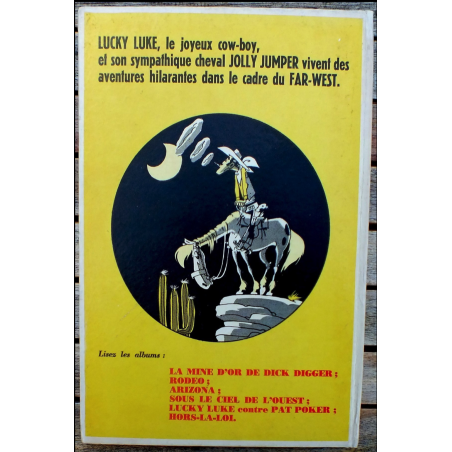 LUCKY LUKE, le joyeux cow-boy,
et son sympathique cheval JOLLY JUMPER vivent des
aventures hilarantes dans le cadre du FAR-WEST.
Lisez les albums :
LA MINE D'OR DE DICK DIGGER ;
RODEO ;
ARIZONA ;
SOUS LE CIEL DE L'OUEST ;
LUCKY LUKE contre PAT POKER ;
HORS-LA-LOI.